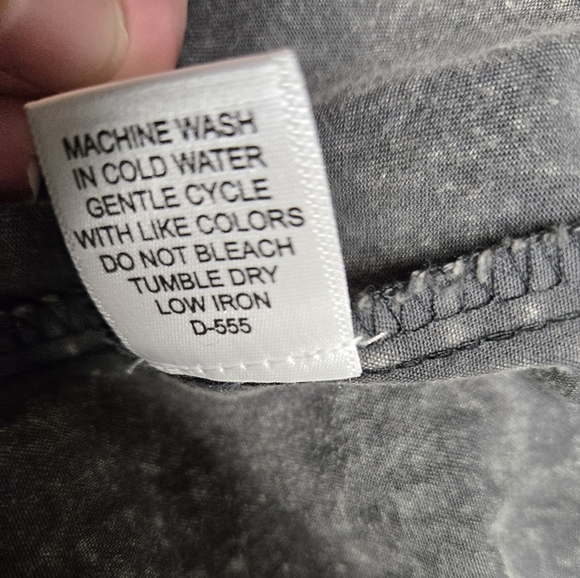 MACHINE WASH
IN COLD WATER
GENTLE CYCLE
WITH LIKE COLORS
DO NOT BLEACH
TUMBLE DRY
LOW IRON
D-555